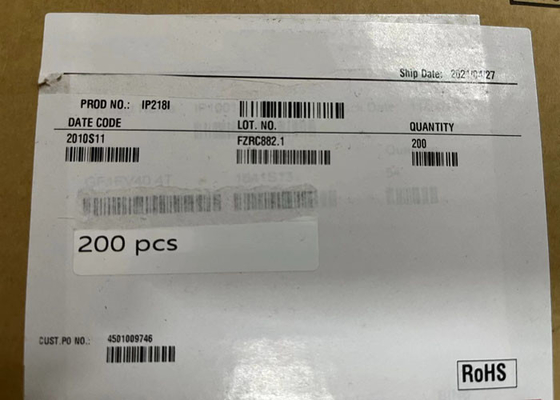 Ship Date: 2021/04/27
PROD NO.: IP218I
DATE CODE LOT. NO. QUANTITY
2010S11 FZRC882.1 200
200 pcs
CUST.PO NO.: 4501009746
RoHS